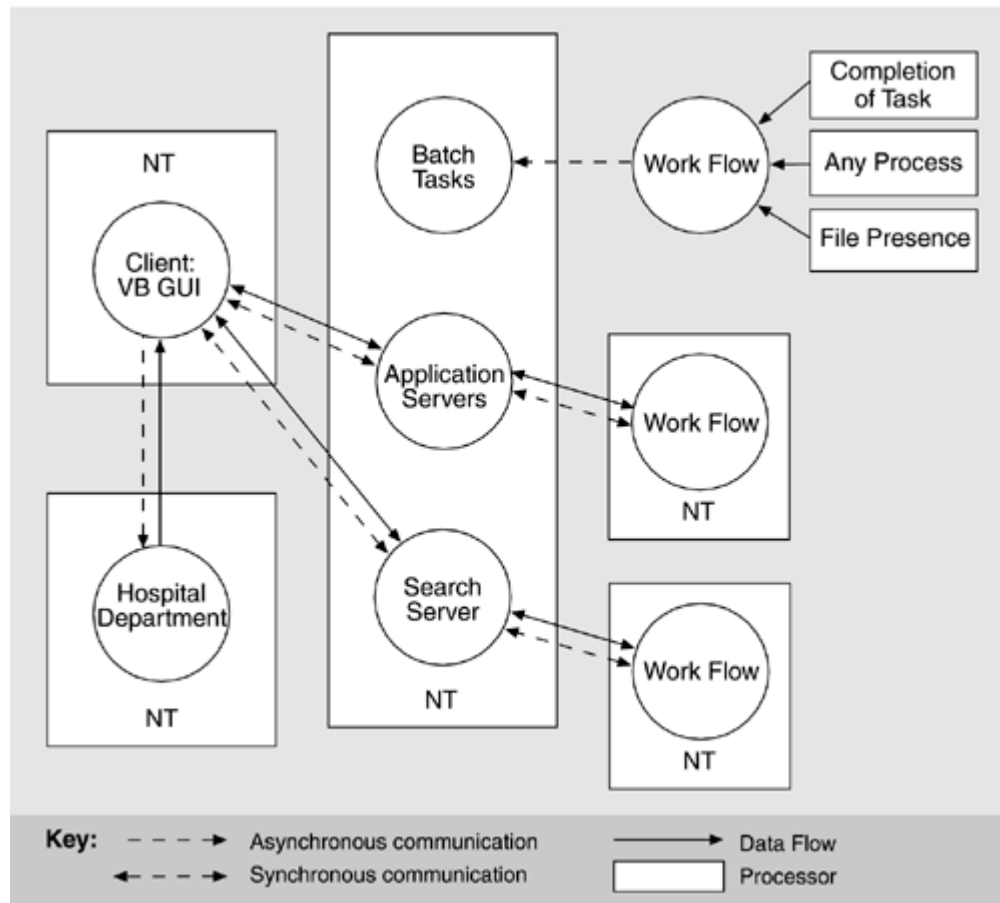 NT
Client:
VB GUI
Hospital
Department
NT
Batch
Tasks
Application
Servers
Search
Server
NT
Work Flow
Completion
of Task
Any Process
File Presence
Work Flow
NT
Work Flow
NT
Key:
Asynchronous communication
Data Flow
Synchronous communication
Processor